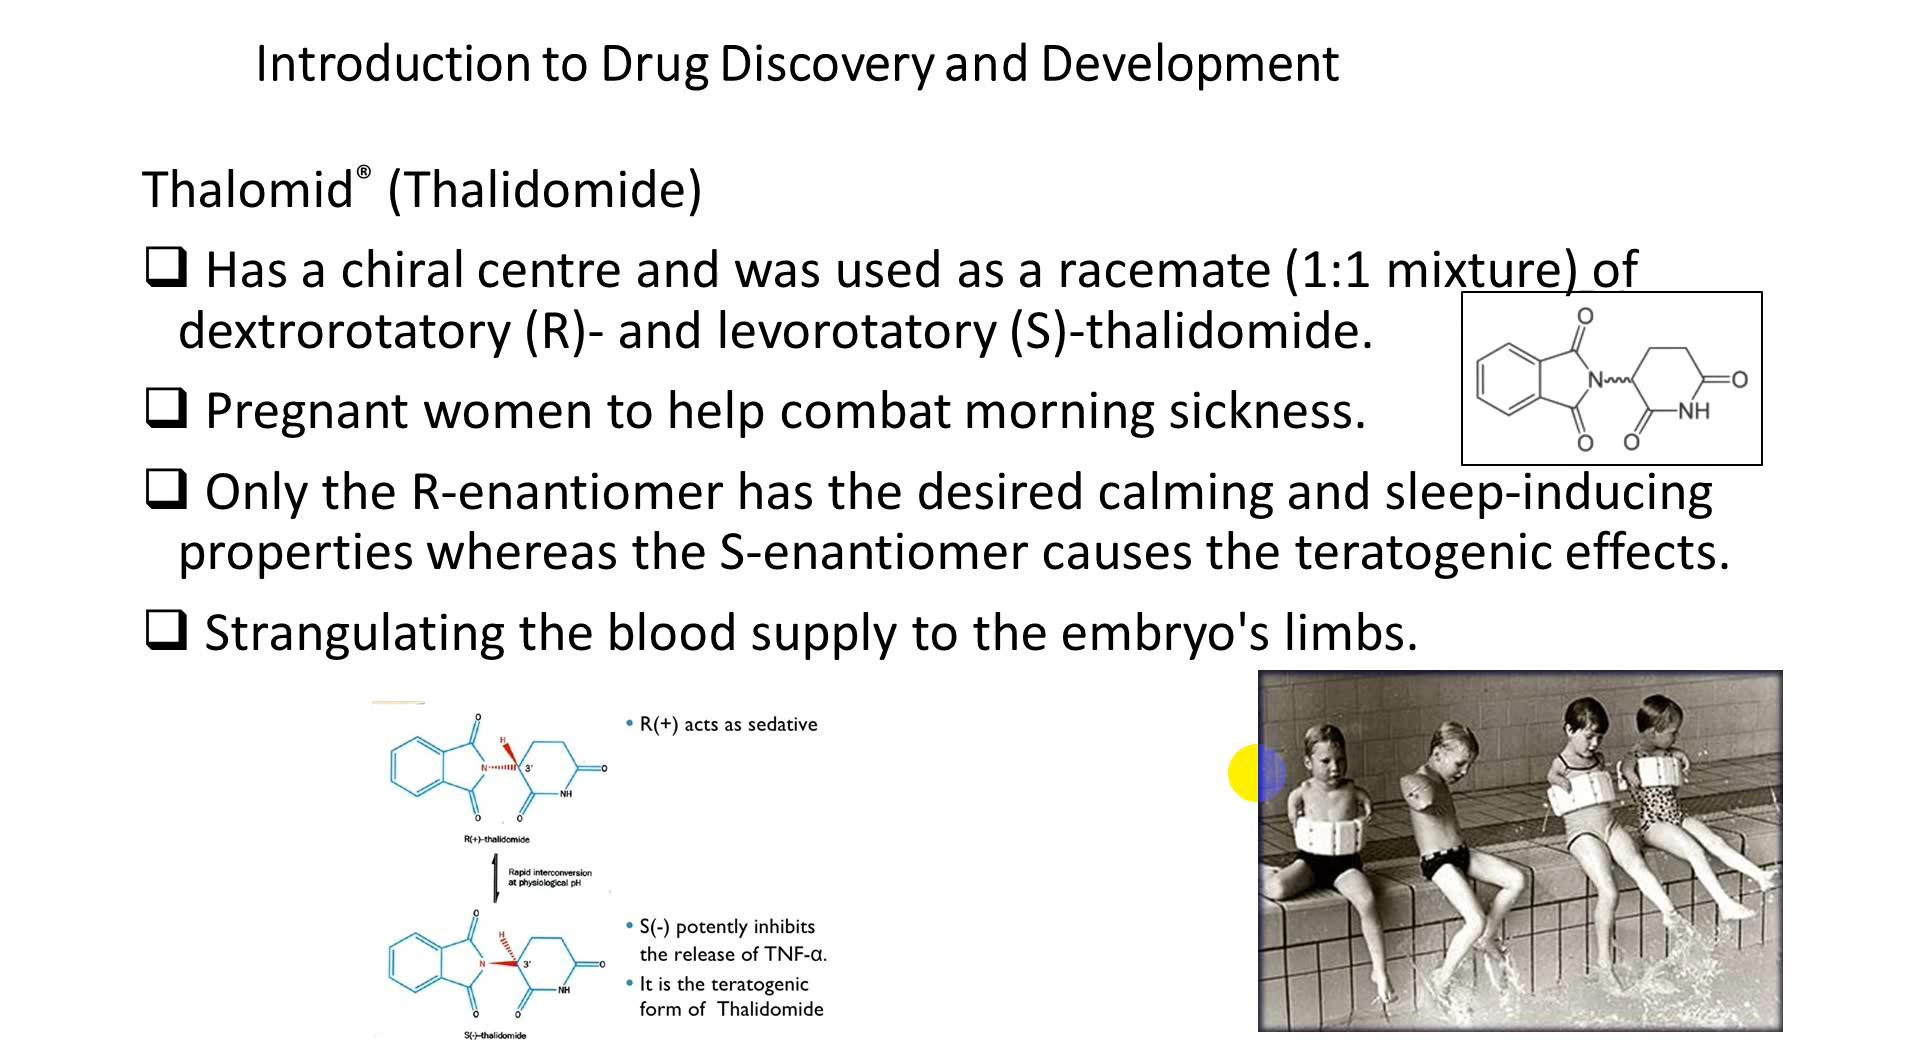 Introduction to Drug Discovery and Development
Thalomid® (Thalidomide)
❑ Has a chiral centre and was used as a racemate (1:1 mixture) of
dextrorotatory (R)- and levorotatory (S)-thalidomide.
❑ Pregnant women to help combat morning sickness.
❑ Only the R-enantiomer has the desired calming and sleep-inducing
properties whereas the S-enantiomer causes the teratogenic effects.
❑ Strangulating the blood supply to the embryo's limbs.
O
N
O
NH
O
O
O
• R(+) acts as sedative
H
N
3'
O
NH
O
O
R(+)-thalidomide
Rapid interconversion
at physiological pH
O
• S(-) potently inhibits
the release of TNF-α.
H
N
3'
O
• It is the teratogenic
form of Thalidomide
NH
O
O
S(-)-thalidomide